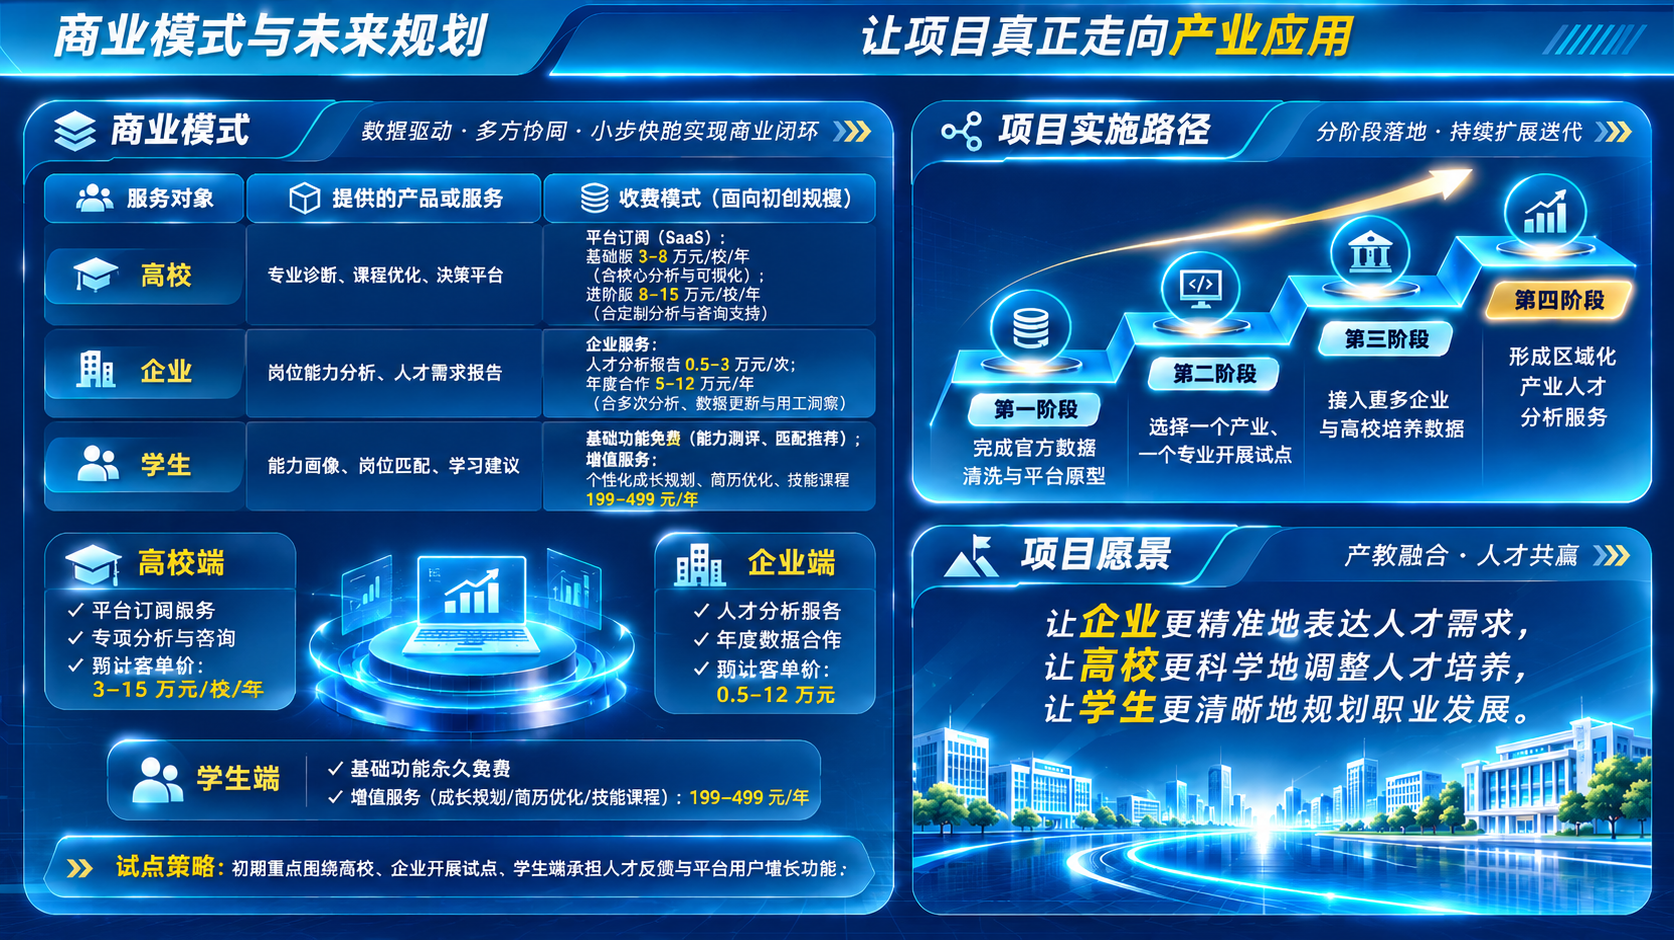 商业模式与未来规划
让项目真正走向产业应用
商业模式
数据驱动 · 多方协同 · 小步快跑实现商业闭环
服务对象
提供的产品或服务
收费模式（面向初创规模）
高校
专业诊断、课程优化、决策平台
平台订阅（SaaS）：
基础版 3-8 万元/校/年
（含核心分析与可视化）；
进阶版 8-15 万元/校/年
（含定制分析与咨询支持）
企业
岗位能力分析、人才需求报告
企业服务：
人才分析报告 0.5-3 万元/次；
年度合作 5-12 万元/年
（含多次分析、数据更新与用工洞察）
学生
能力画像、岗位匹配、学习建议
基础功能免费（能力测评、匹配推荐）；
增值服务：
个性化成长规划、简历优化、技能课程
199-499 元/年
高校端
✓ 平台订阅服务
✓ 专项分析与咨询
✓ 预计客单价：
3-15 万元/校/年
企业端
✓ 人才分析报告
✓ 年度数据合作
✓ 预计客单价：
0.5-12 万元
学生端
✓ 基础功能永久免费
✓ 增值服务（成长规划/简历优化/技能课程）: 199-499 元/年
试点策略：初期重点围绕高校、企业开展试点、学生端承担人才反馈与平台用户增长功能
项目实施路径
分阶段落地 · 持续扩展迭代
第一阶段
完成官方数据
清洗与平台原型
第二阶段
选择一个产业、
一个专业开展试点
第三阶段
接入更多企业
与高校培养数据
第四阶段
形成区域化
产业人才
分析服务
项目愿景
产教融合 · 人才共赢
让企业更精准地表达人才需求，
让高校更科学地调整人才培养，
让学生更清晰地规划职业发展。